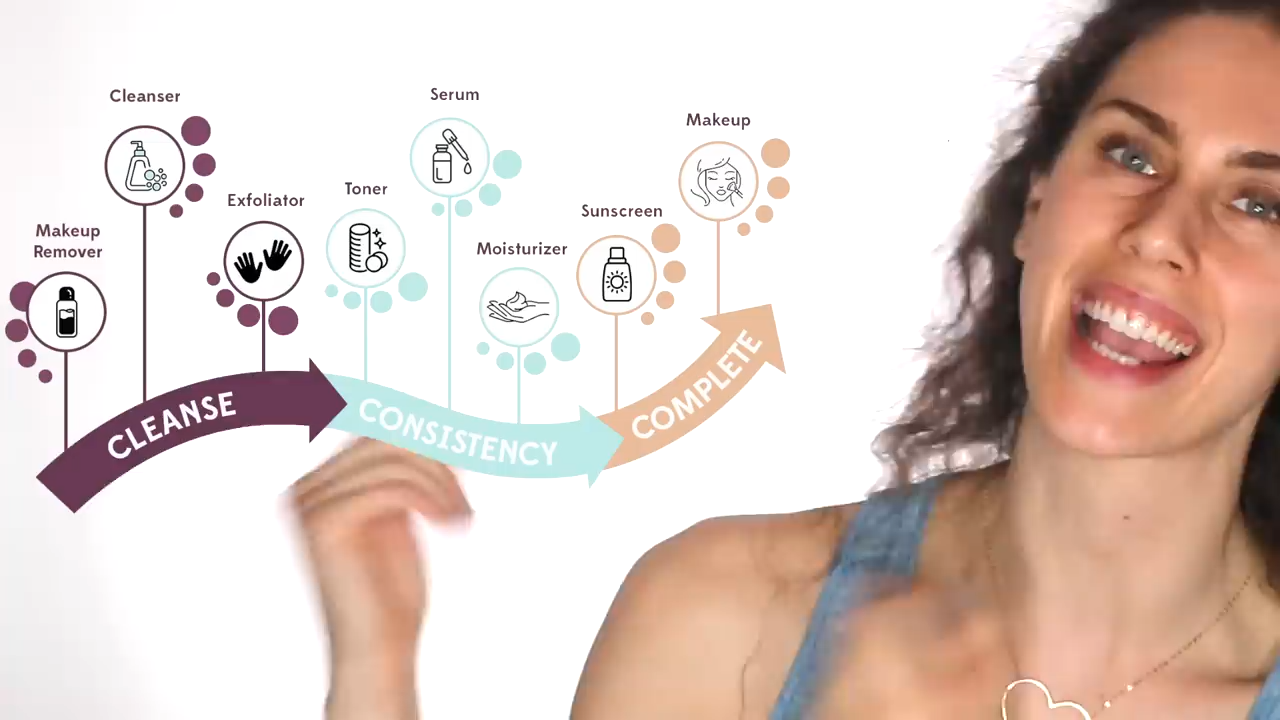 Makeup
Remover
Cleanser
Exfoliator
Toner
Serum
Moisturizer
Sunscreen
Makeup
CLEANSE
CONSISTENCY
COMPLETE